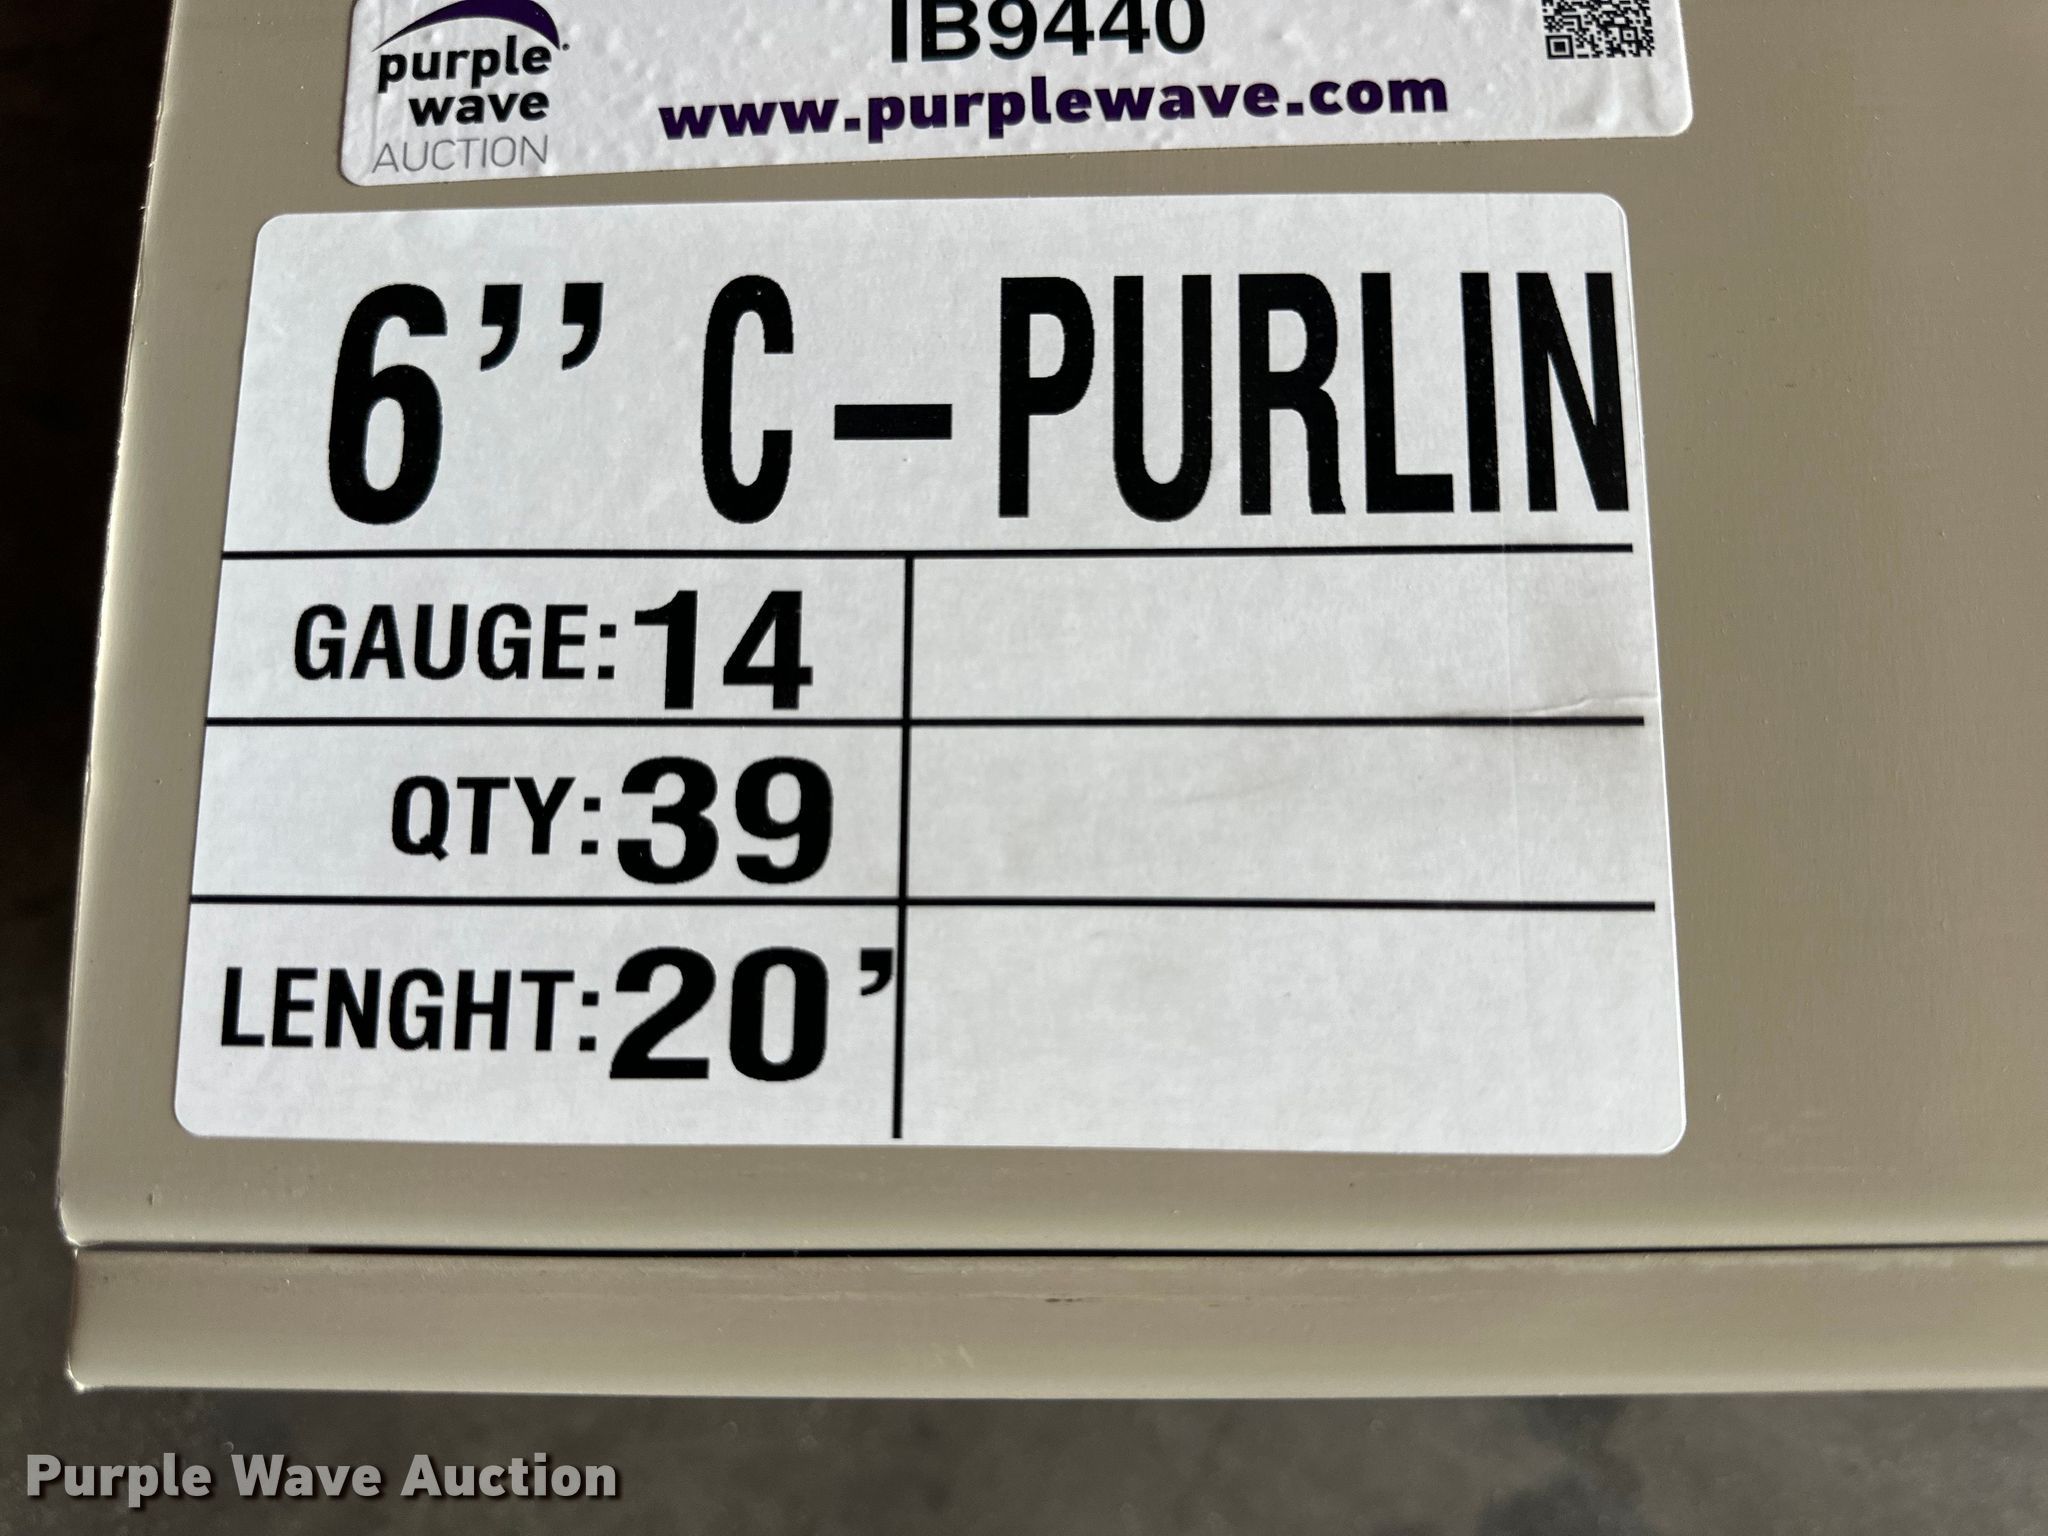 purple
wave
AUCTION
IB9440
www.purplewave.com
6’’ C – PURLIN
GAUGE: 14
QTY: 39
LENGHT: 20’
Purple Wave Auction